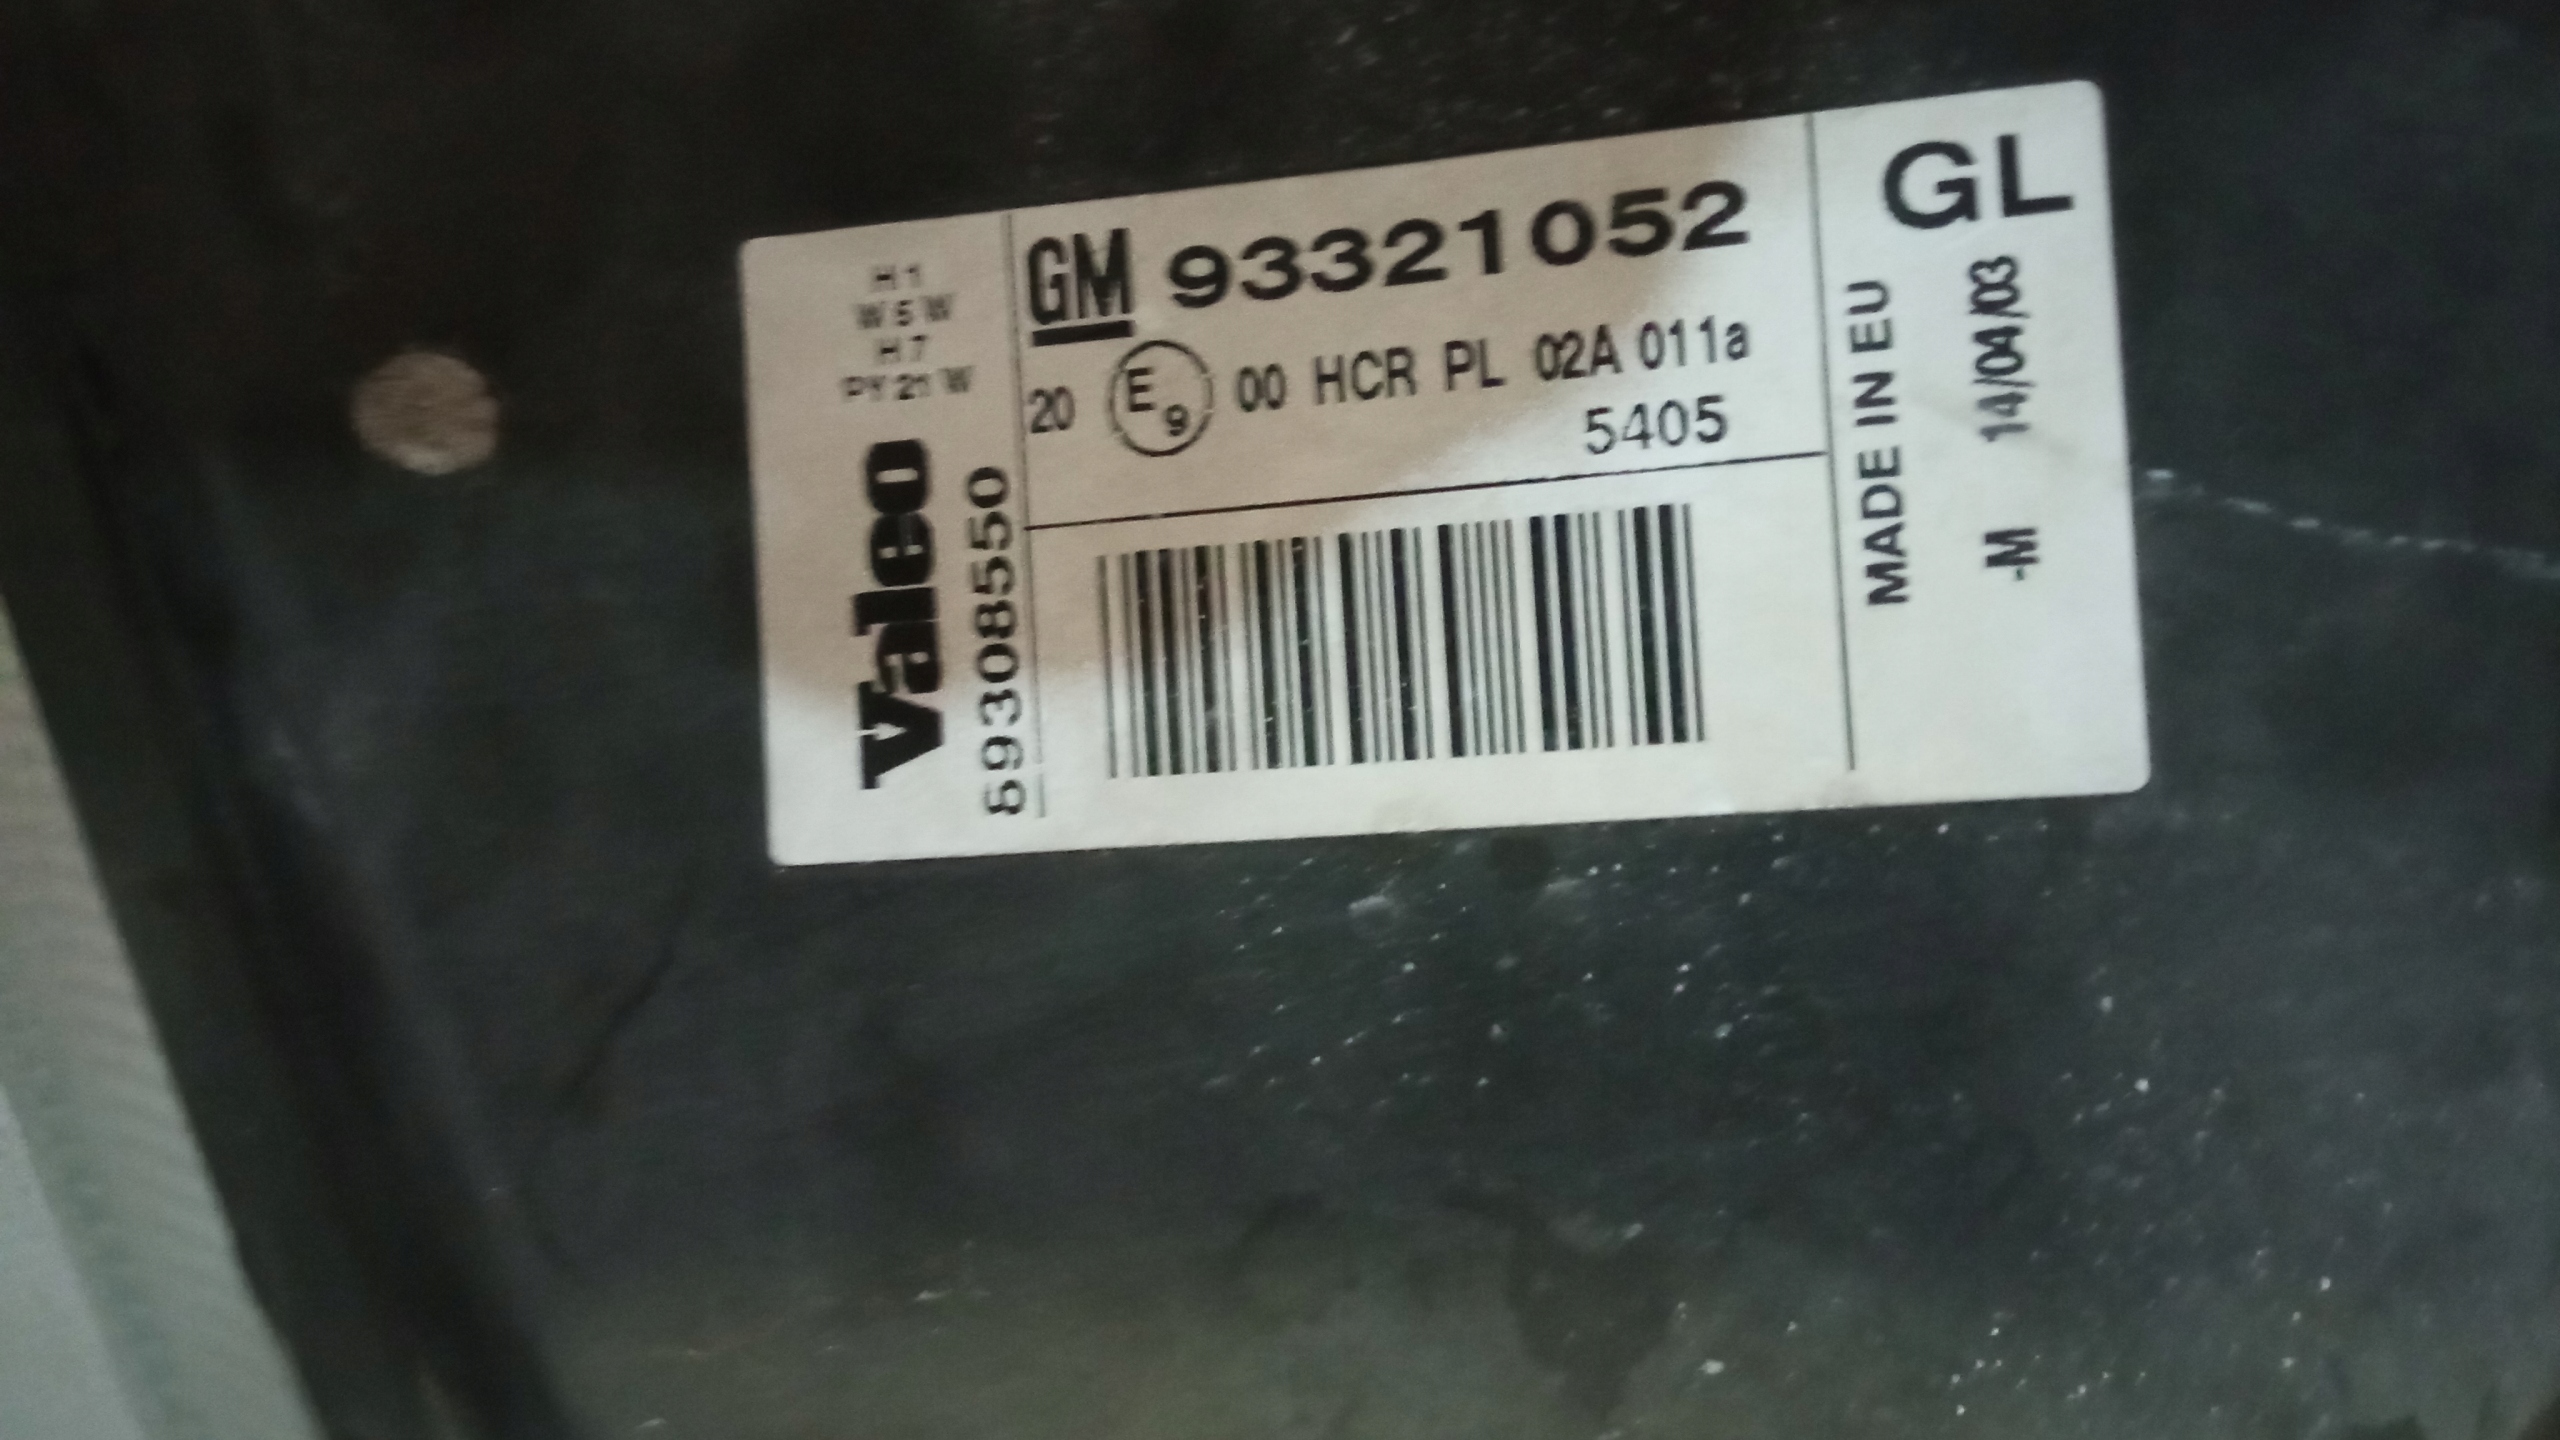 H1
W5W
H7
PY21W
Valeo
89308550
GM 93321052
20 E9 00 HCR PL 02A 011a
5405
GL
MADE IN EU
14/04/03
-M